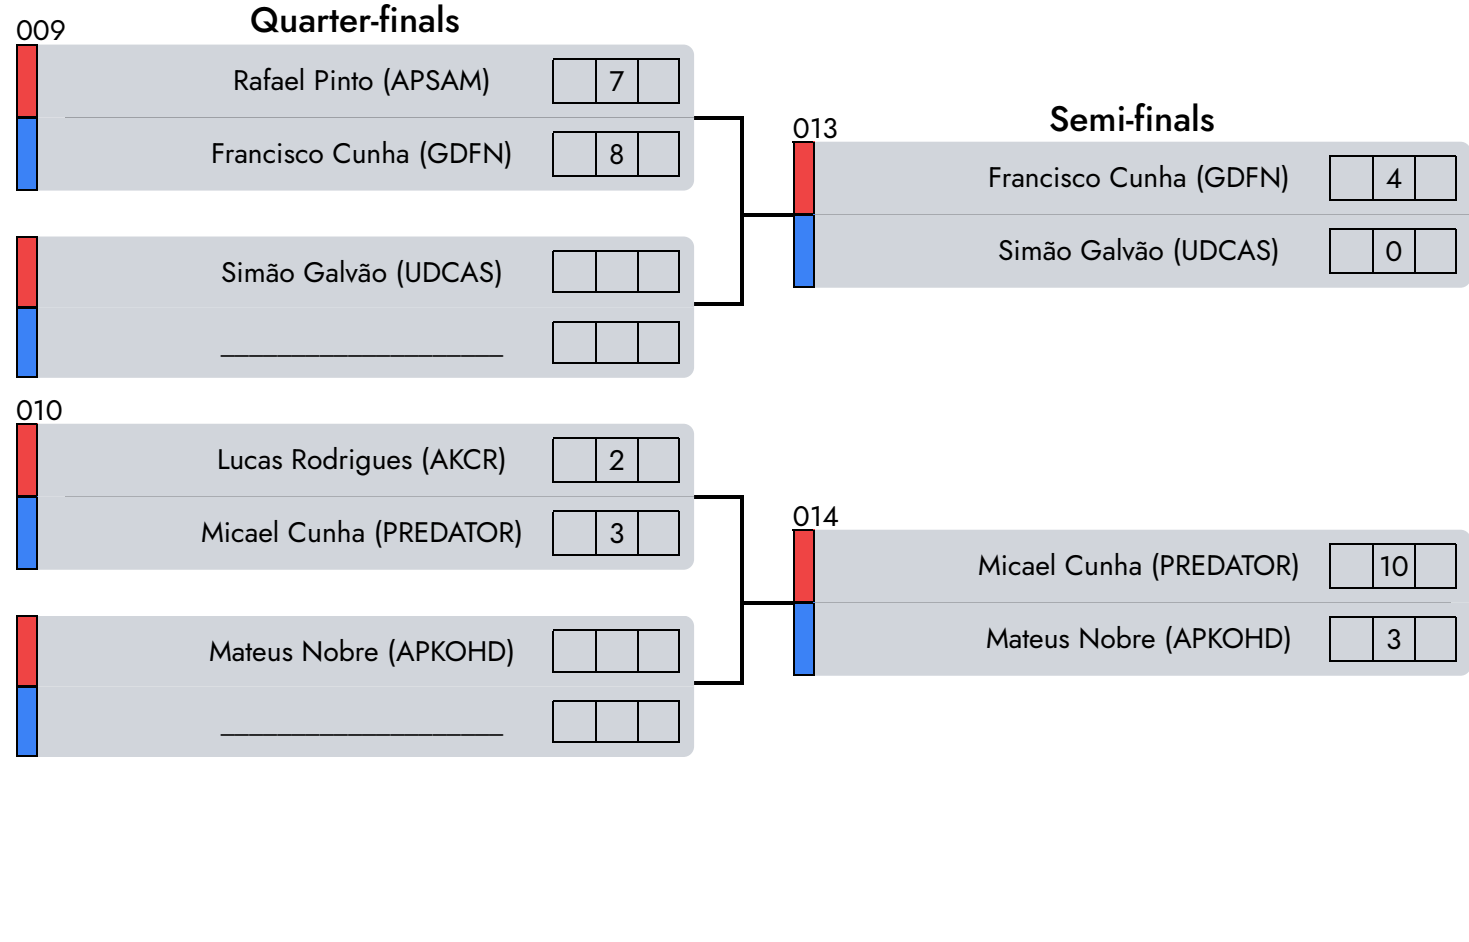 Quarter-finals
009
Rafael Pinto (APSAM) 7
Francisco Cunha (GDFN) 8
Simão Galvão (UDCAS)
____________________
010
Lucas Rodrigues (AKCR) 2
Micael Cunha (PREDATOR) 3
Mateus Nobre (APKOHD)
____________________
Semi-finals
013
Francisco Cunha (GDFN) 4
Simão Galvão (UDCAS) 0
014
Micael Cunha (PREDATOR) 10
Mateus Nobre (APKOHD) 3